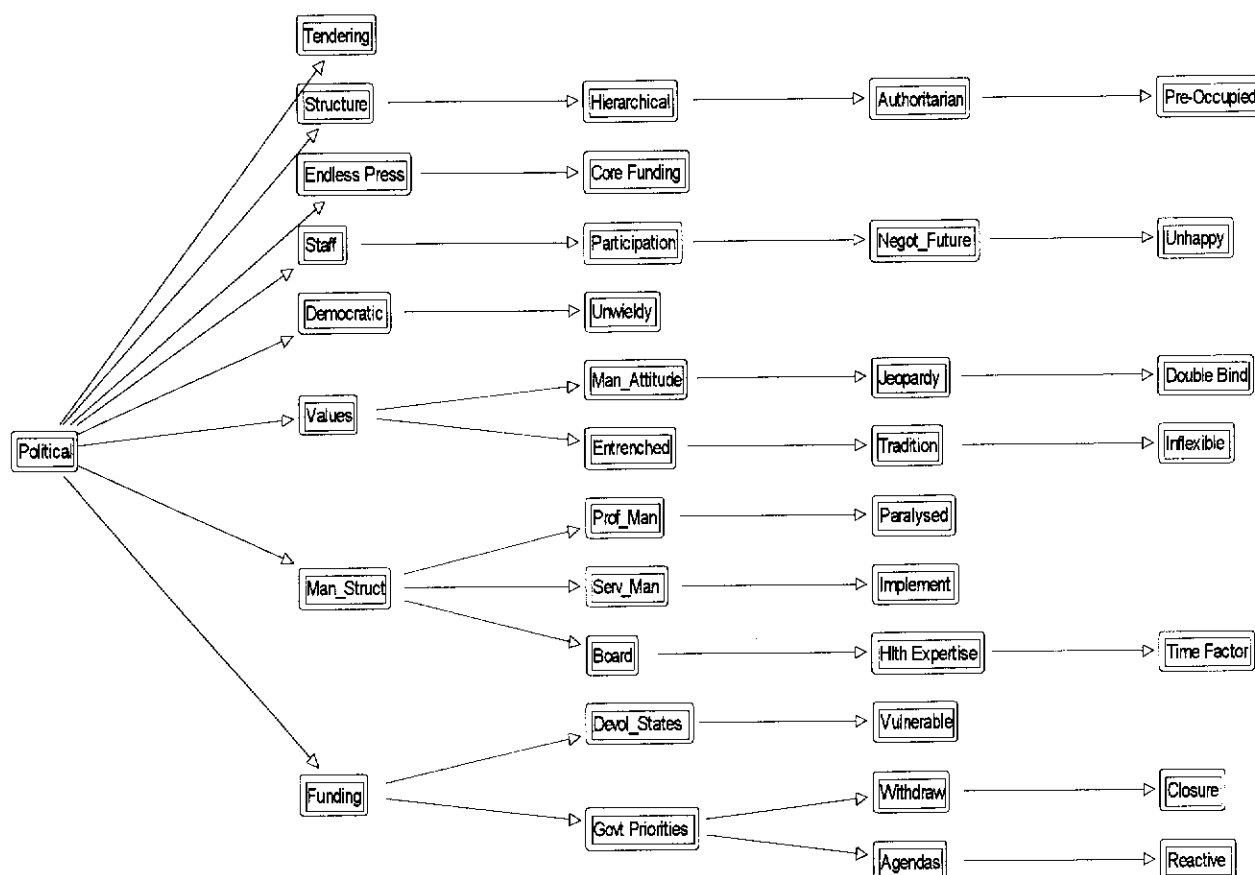 Tendering
Structure
Hierarchical
Authoritarian
Pre-Occupied
Endless Press
Core Funding
Staff
Participation
Negot_Future
Unhappy
Democratic
Unwieldy
Man_Attitude
Jeopardy
Double Bind
Values
Political
Entrenched
Tradition
Inflexible
Prof_Man
Paralysed
Man_Struct
Serv_Man
Implement
Board
Hlth Expertise
Time Factor
Devol_States
Vulnerable
Funding
Withdraw
Closure
Govt Priorities
Agendas
Reactive